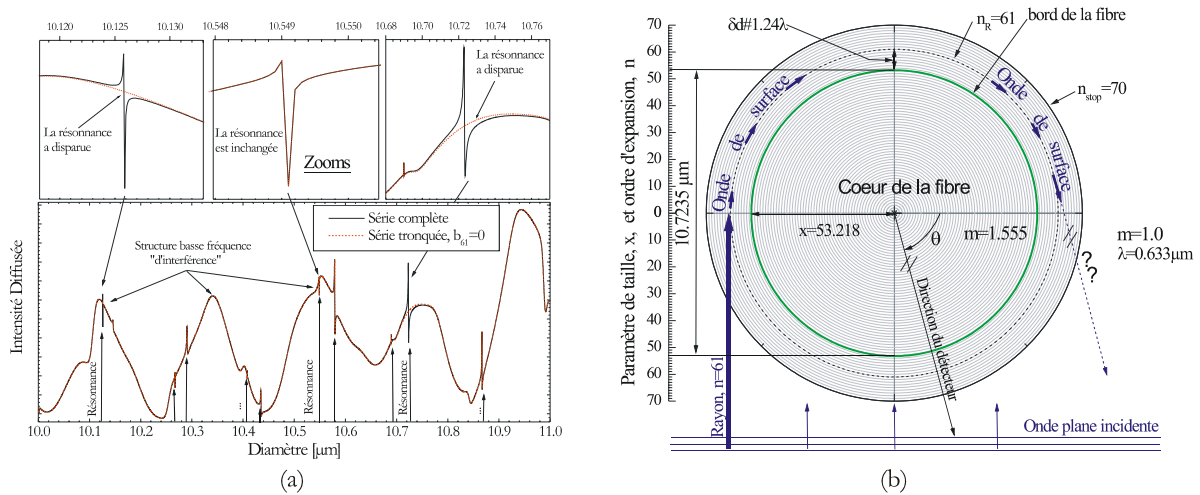 10.120 10.125 10.130
10.548 10.549 10.550
10.68 10.70 10.72 10.74 10.76
La résonnance
a disparue
La résonnance
est inchangée
Zooms
La résonnance
a disparue
Série complète
Série tronquée, b61=0
Structure basse fréquence
"d'interférence"
Intensité Diffusée
Résonnance
...
Résonnance
Résonnance
...
10.0 10.1 10.2 10.3 10.4 10.5 10.6 10.7 10.8 10.9 11.0
Diamètre [µm]
(a)
Paramètre de taille, x, et ordre d'expansion, n
70
60
50
40
30
20
10
0
10
20
30
40
50
60
70
10.7235 µm
δd#1.24λ
nR=61
bord de la fibre
nstop=70
Onde de surface
Onde de surface
Coeur de la fibre
x=53.218
θ
m=1.555
m=1.0
λ=0.633µm
? ?
Direction du détecteur
Rayon, n=61
Onde plane incidente
(b)